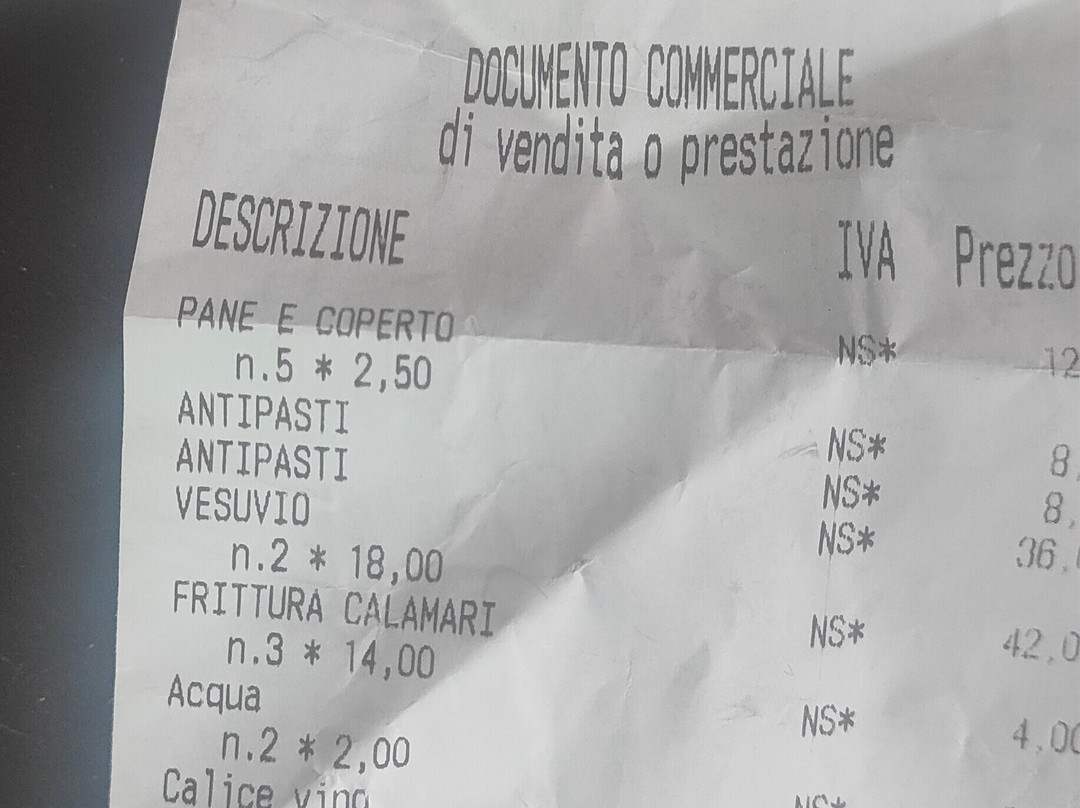 DOCUMENTO COMMERCIALE
di vendita o prestazione
DESCRIZIONE IVA Prezzo
PANE E COPERTO NS* 12
n.5 * 2,50
ANTIPASTI NS* 8,
ANTIPASTI NS* 8,
VESUVIO NS* 36,
n.2 * 18,00
FRITTURA CALAMARI NS* 42,0
n.3 * 14,00
Acqua NS* 4,00
n.2 * 2,00
Calice vino NS*